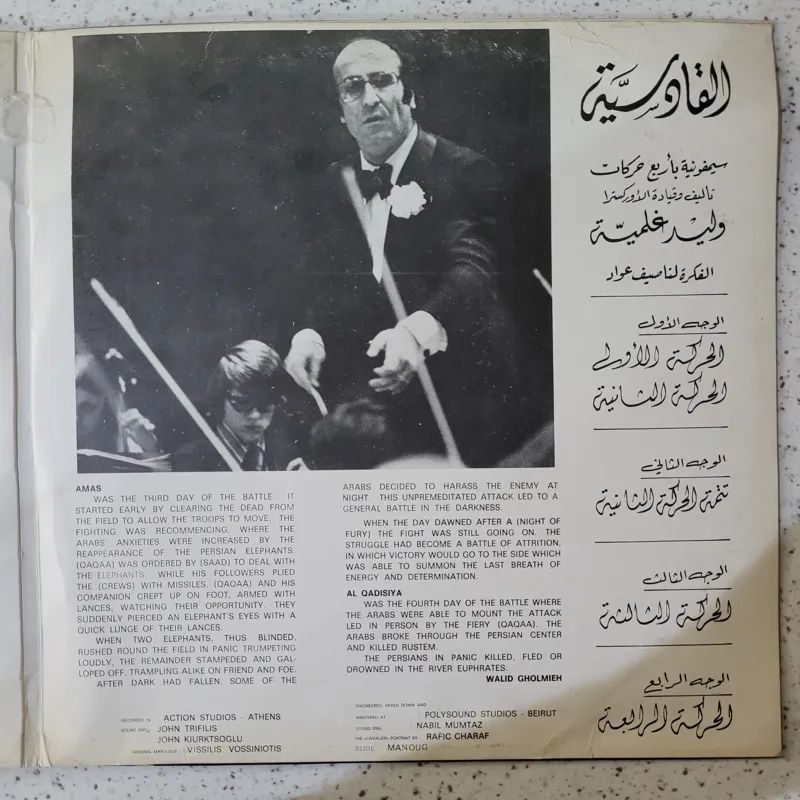 القادسيّة
سيمفونية بأربع حركات
تأليف وقيادة الأوركسترا
وليد غلميّة
الفكرة لناصيف عواد
الوجه الأول
الحركة الأولى
الحركة الثانية
الوجه الثاني
تتمة الحركة الثانية
الوجه الثالث
الحركة الثالثة
الوجه الرابع
الحركة الرابعة
AMAS
WAS THE THIRD DAY OF THE BATTLE. IT
STARTED EARLY BY CLEARING THE DEAD FROM
THE FIELD TO ALLOW THE TROOPS TO MOVE. THE
FIGHTING WAS RECOMMENCING, WHERE THE
ARABS' ANXIETIES WERE INCREASED BY THE
REAPPEARANCE OF THE PERSIAN ELEPHANTS.
(QAQAA) WAS ORDERED BY (SAAD) TO DEAL WITH
THE ELEPHANTS. WHILE HIS FOLLOWERS PLIED
THE (CREWS) WITH MISSILES, (QAQAA) AND HIS
COMPANION CREPT UP ON FOOT, ARMED WITH
LANCES, WATCHING THEIR OPPORTUNITY. THEY
SUDDENLY PIERCED AN ELEPHANT'S EYES WITH A
QUICK LUNGE OF THEIR LANCES.
WHEN TWO ELEPHANTS, THUS BLINDED,
RUSHED ROUND THE FIELD IN PANIC TRUMPETING
LOUDLY, THE REMAINDER STAMPEDED AND GAL-
LOPED OFF, TRAMPLING ALIKE ON FRIEND AND FOE.
AFTER DARK HAD FALLEN, SOME OF THE
ARABS DECIDED TO HARASS THE ENEMY AT
NIGHT. THIS UNPREMEDITATED ATTACK LED TO A
GENERAL BATTLE IN THE DARKNESS.
WHEN THE DAY DAWNED AFTER A (NIGHT OF
FURY) THE FIGHT WAS STILL GOING ON. THE
STRUGGLE HAD BECOME A BATTLE OF ATTRITION,
IN WHICH VICTORY WOULD GO TO THE SIDE WHICH
WAS ABLE TO SUMMON THE LAST BREATH OF
ENERGY AND DETERMINATION.
AL QADISIYA
WAS THE FOURTH DAY OF THE BATTLE WHERE
THE ARABS WERE ABLE TO MOUNT THE ATTACK
LED IN PERSON BY THE FIERY (QAQAA). THE
ARABS BROKE THROUGH THE PERSIAN CENTER
AND KILLED RUSTEM.
THE PERSIANS IN PANIC KILLED, FLED OR
DROWNED IN THE RIVER EUPHRATES.
WALID GHOLMIEH
RECORDED IN ACTION STUDIOS - ATHENS
SOUND ENG. JOHN TRIFILIS
JOHN KIURKTSOGLU
GENERAL MANAGER : VISSILIS VOSSINIOTIS
ENGINEERED, MIXED DOWN AND
MASTERED AT : POLYSOUND STUDIOS - BEIRUT
SOUND ENG. : NABIL MUMTAZ
THE «CAVALIER» PORTRAIT BY RAFIC CHARAF
SLIDE MANOUG